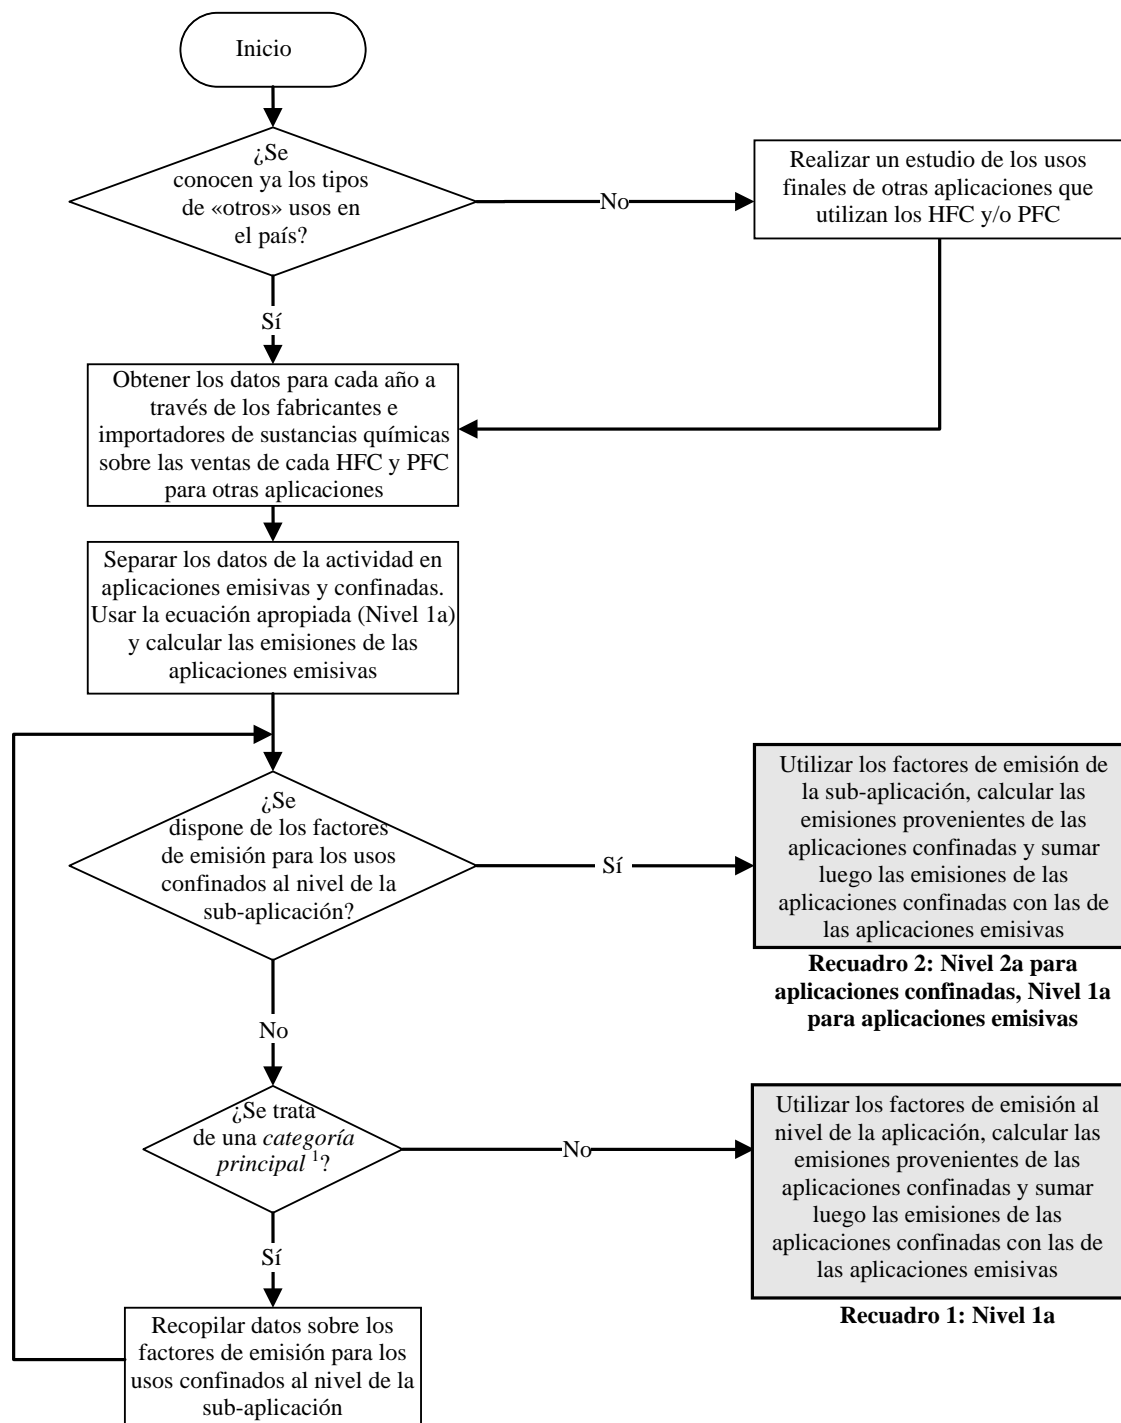 Inicio
¿Se
conocen ya los tipos
de «otros» usos en
el país?
No
Realizar un estudio de los usos
finales de otras aplicaciones que
utilizan los HFC y/o PFC
Sí
Obtener los datos para cada año a
través de los fabricantes e
importadores de sustancias químicas
sobre las ventas de cada HFC y PFC
para otras aplicaciones
Separar los datos de la actividad en
aplicaciones emisivas y confinadas.
Usar la ecuación apropiada (Nivel 1a)
y calcular las emisiones de las
aplicaciones emisivas
¿Se
dispone de los factores
de emisión para los usos
confinados al nivel de la
sub-aplicación?
Sí
Utilizar los factores de emisión de
la sub-aplicación, calcular las
emisiones provenientes de las
aplicaciones confinadas y sumar
luego las emisiones de las
aplicaciones confinadas con las de
las aplicaciones emisivas
Recuadro 2: Nivel 2a para
aplicaciones confinadas, Nivel 1a
para aplicaciones emisivas
No
¿Se trata
de una categoría
principal 1?
No
Utilizar los factores de emisión al
nivel de la aplicación, calcular las
emisiones provenientes de las
aplicaciones confinadas y sumar
luego las emisiones de las
aplicaciones confinadas con las de
las aplicaciones emisivas
Recuadro 1: Nivel 1a
Sí
Recopilar datos sobre los
factores de emisión para los
usos confinados al nivel de la
sub-aplicación